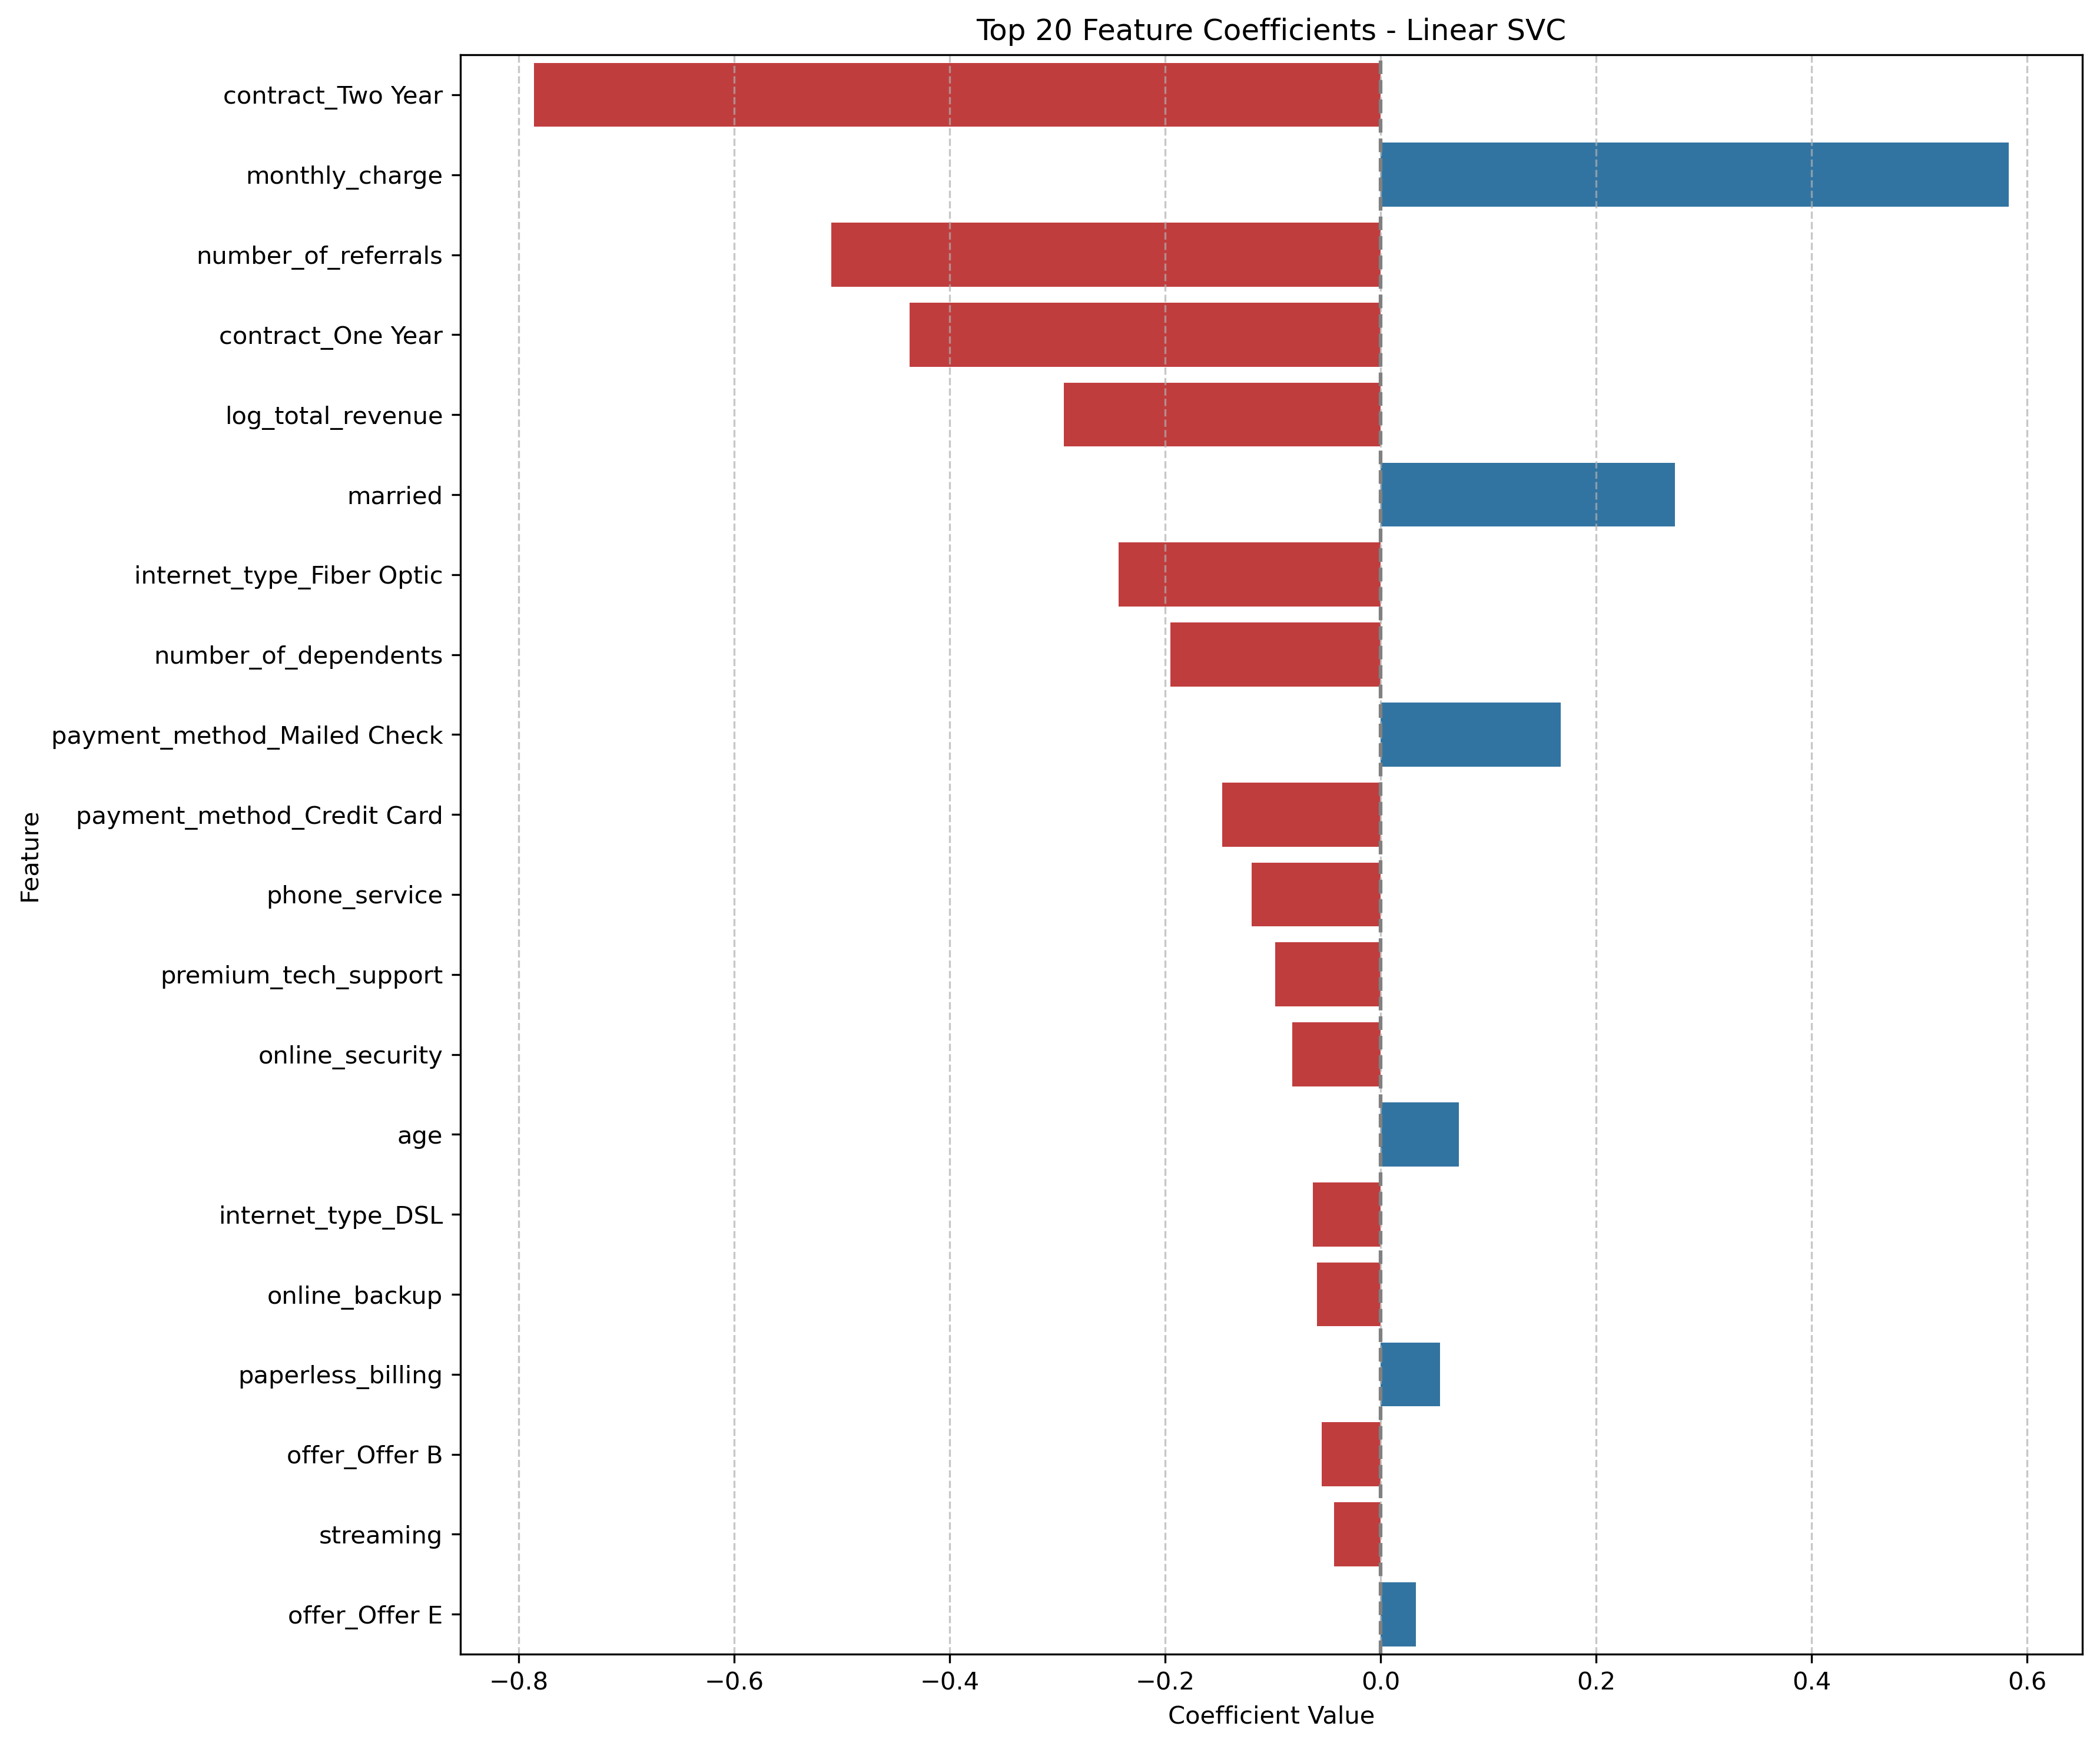 Top 20 Feature Coefficients - Linear SVC
contract_Two Year
monthly_charge
number_of_referrals
contract_One Year
log_total_revenue
married
internet_type_Fiber Optic
number_of_dependents
payment_method_Mailed Check
payment_method_Credit Card
phone_service
premium_tech_support
online_security
age
internet_type_DSL
online_backup
paperless_billing
offer_Offer B
streaming
offer_Offer E
Feature
−0.8 −0.6 −0.4 −0.2 0.0 0.2 0.4 0.6
Coefficient Value